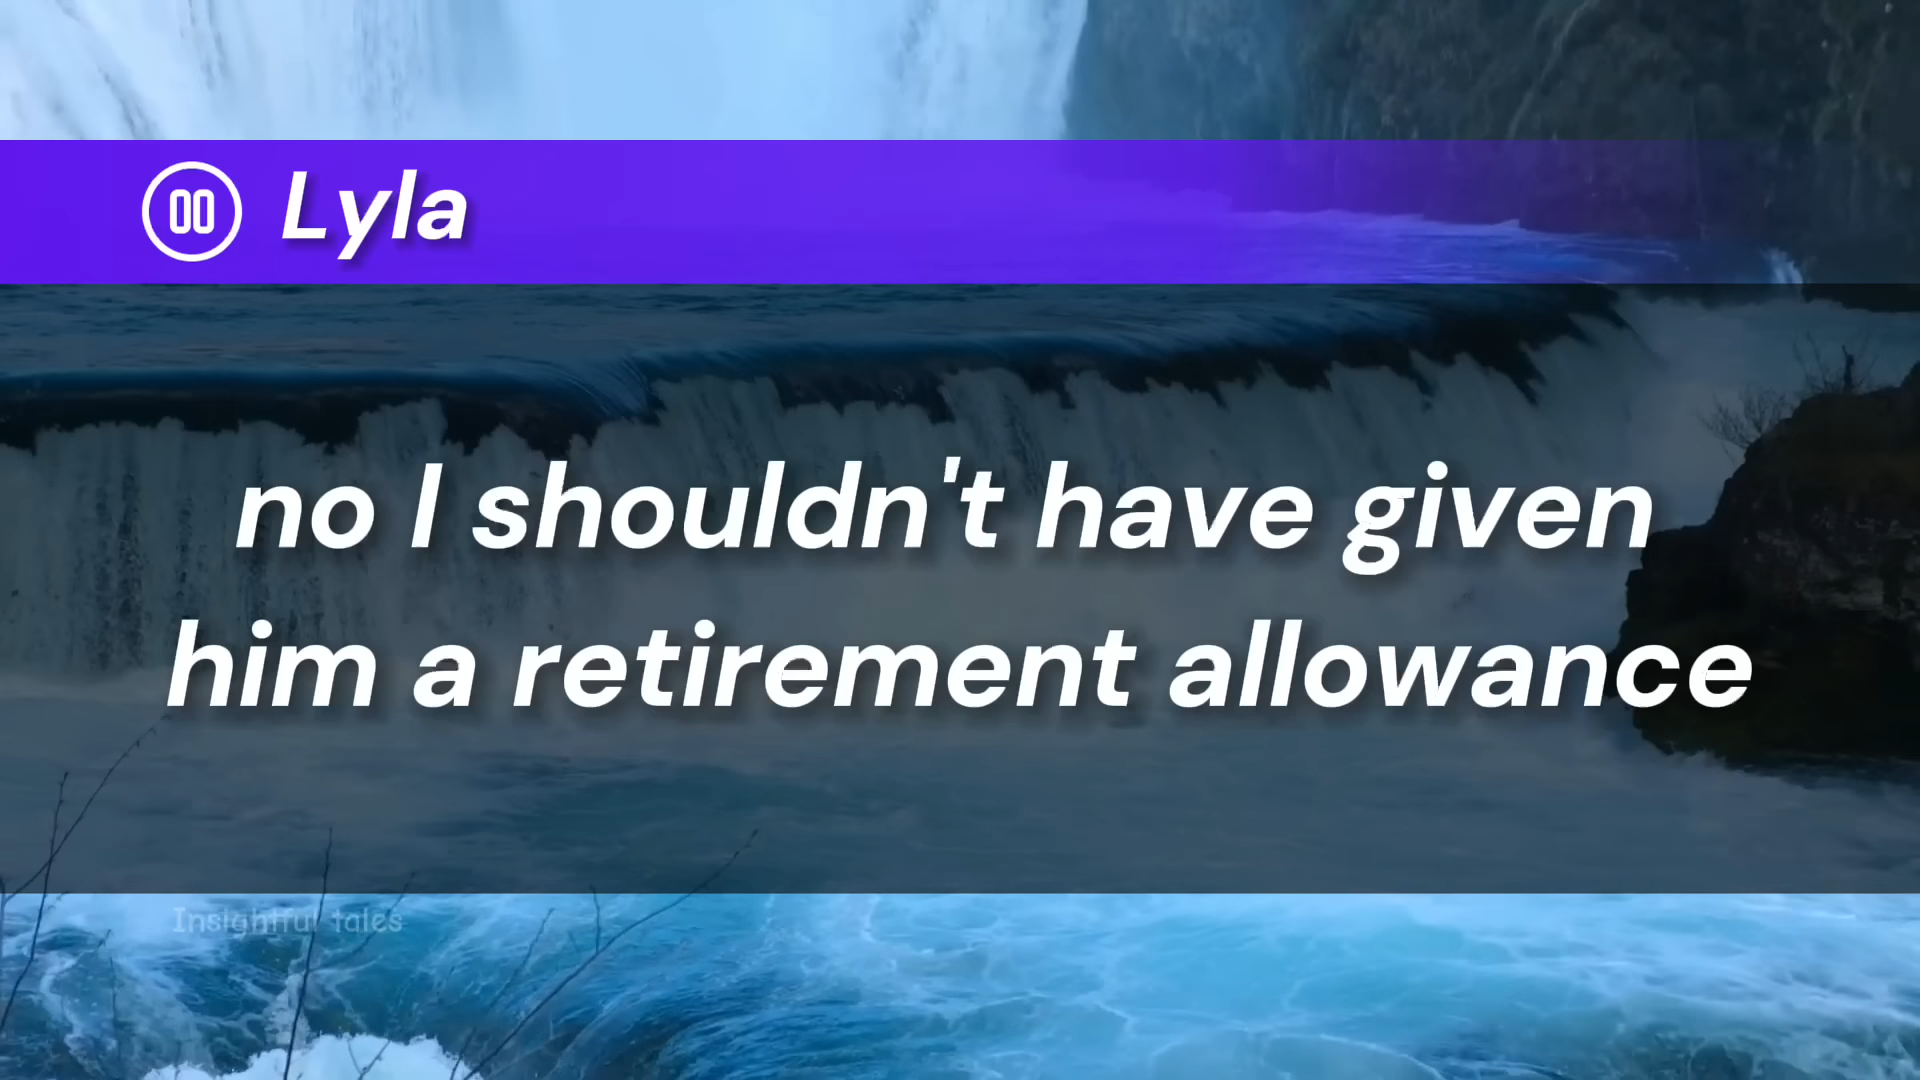 Lyla
no I shouldn't have given
him a retirement allowance
Insightful tales